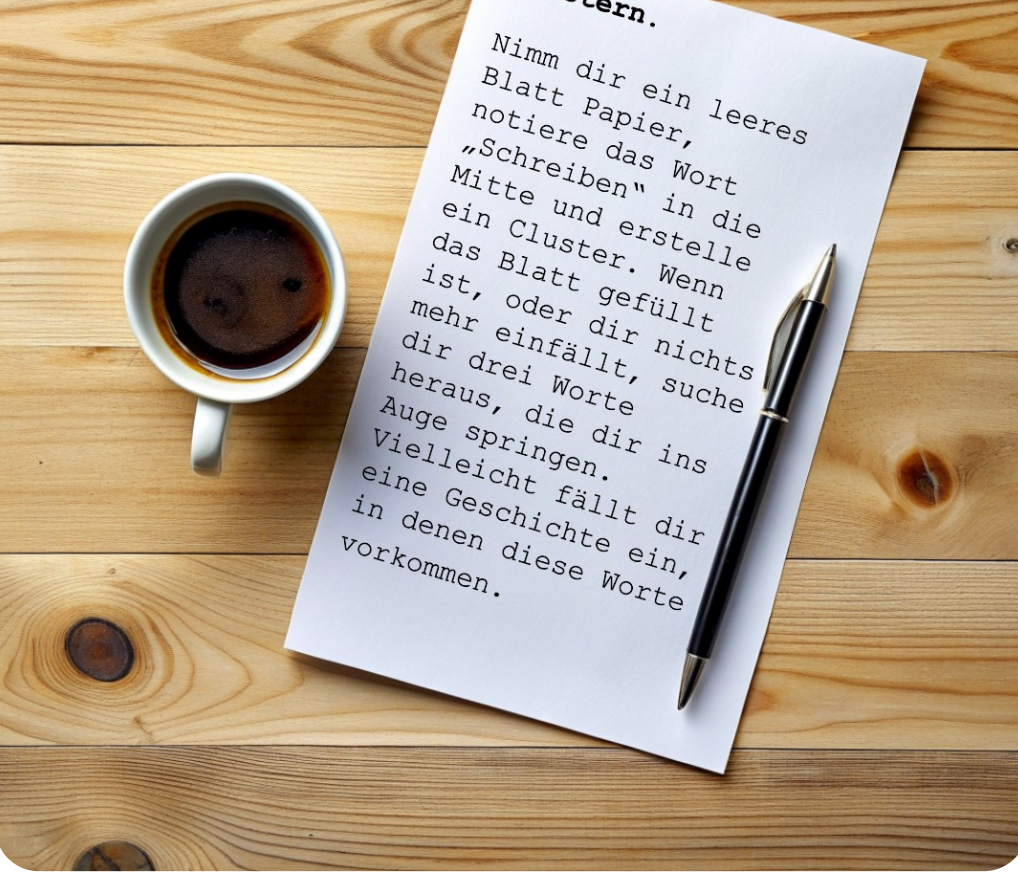 stern.
Nimm dir ein leeres
Blatt Papier,
notiere das Wort
„Schreiben“ in die
Mitte und erstelle
ein Cluster. Wenn
das Blatt gefüllt
ist, oder dir nichts
mehr einfällt, suche
dir drei Worte
heraus, die dir ins
Auge springen.
Vielleicht fällt dir
eine Geschichte ein,
in denen diese Worte
vorkommen.